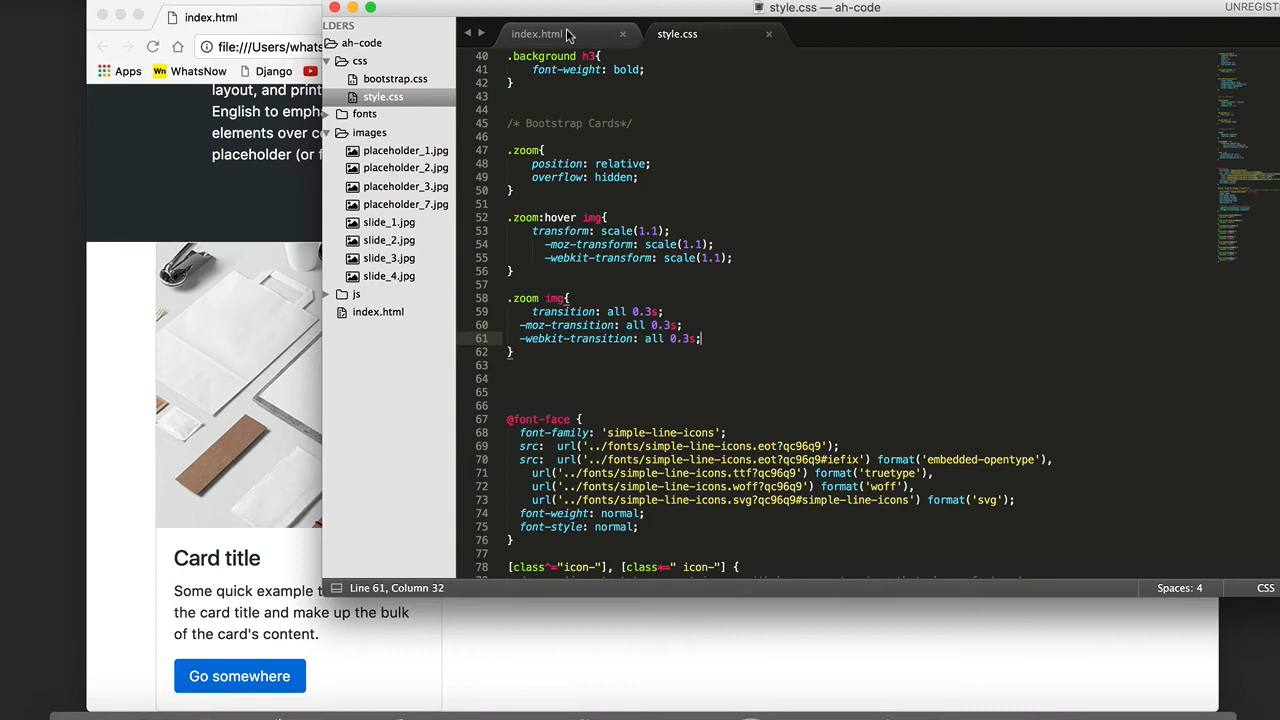 index.html
file:///Users/whats
Apps
WhatsNow
Django
layout, and print
English to empha
elements over co
placeholder (or f
Card title
Some quick example t
the card title and make up the bulk
of the card's content.
Go somewhere
style.css — ah-code
UNREGIST
LDERS
ah-code
css
bootstrap.css
style.css
fonts
images
placeholder_1.jpg
placeholder_2.jpg
placeholder_3.jpg
placeholder_7.jpg
slide_1.jpg
slide_2.jpg
slide_3.jpg
slide_4.jpg
js
index.html
index.html
style.css
40 .background h3{
41 font-weight: bold;
42 }
43
44
45 /* Bootstrap Cards*/
46
47 .zoom{
48 position: relative;
49 overflow: hidden;
50 }
51
52 .zoom:hover img{
53 transform: scale(1.1);
54 -moz-transform: scale(1.1);
55 -webkit-transform: scale(1.1);
56 }
57
58 .zoom img{
59 transition: all 0.3s;
60 -moz-transition: all 0.3s;
61 -webkit-transition: all 0.3s;
62 }
63
64
65
66
67 @font-face {
68 font-family: 'simple-line-icons';
69 src: url('../fonts/simple-line-icons.eot?qc96q9');
70 src: url('../fonts/simple-line-icons.eot?qc96q9#iefix') format('embedded-opentype'),
71 url('../fonts/simple-line-icons.ttf?qc96q9') format('truetype'),
72 url('../fonts/simple-line-icons.woff?qc96q9') format('woff'),
73 url('../fonts/simple-line-icons.svg?qc96q9#simple-line-icons') format('svg');
74 font-weight: normal;
75 font-style: normal;
76 }
77
78 [class^="icon-"], [class*=" icon-"] {
Line 61, Column 32
Spaces: 4
CSS